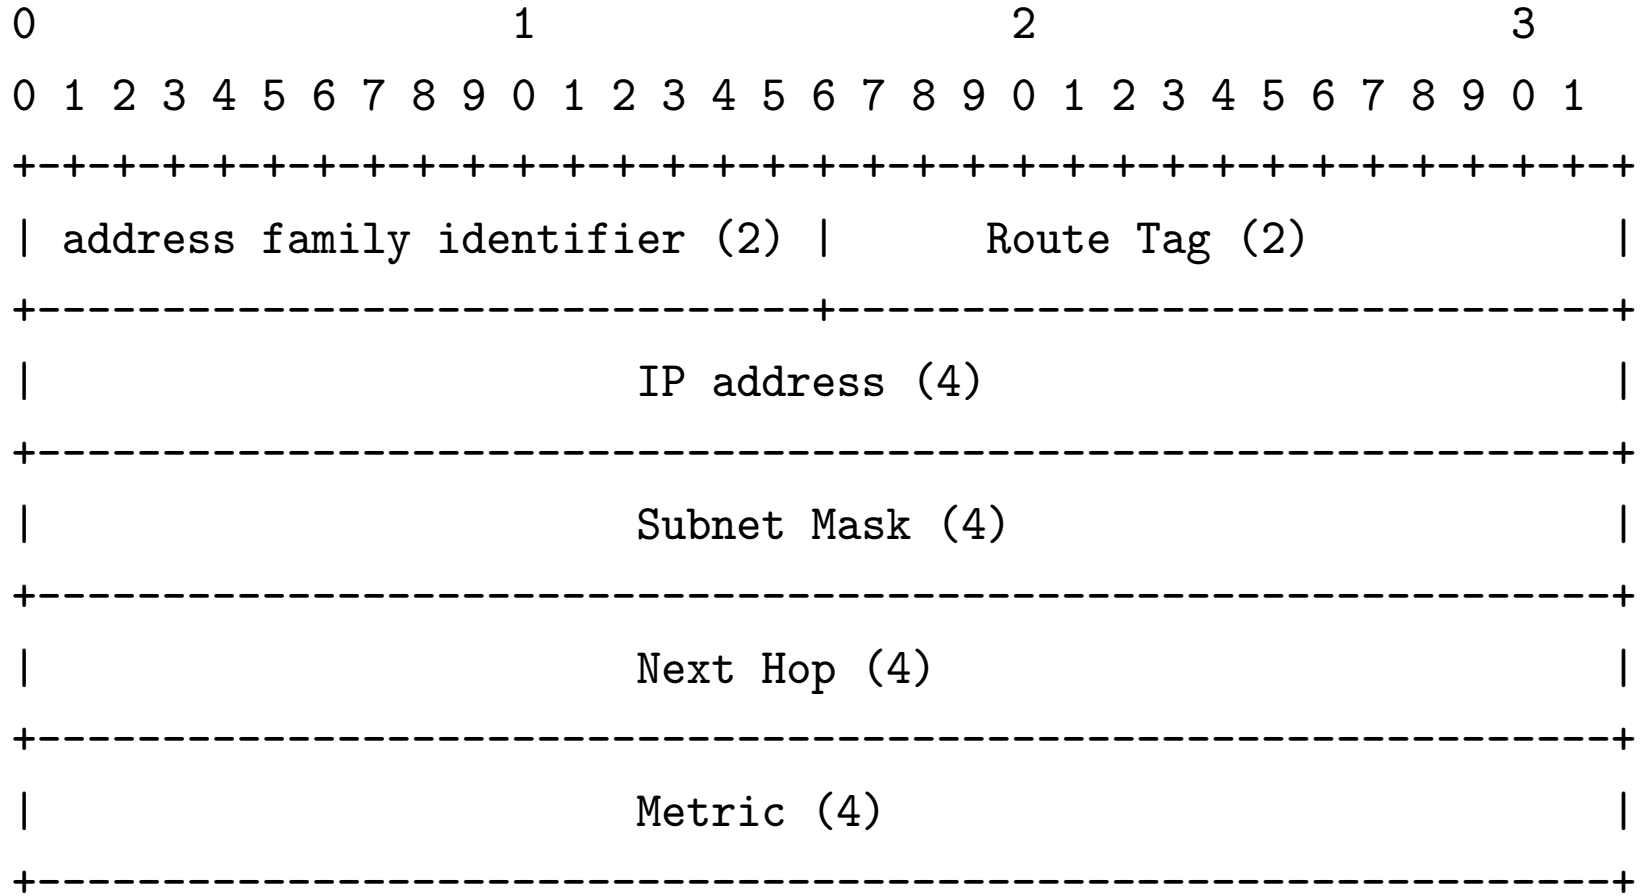 0                   1                   2                   3
0 1 2 3 4 5 6 7 8 9 0 1 2 3 4 5 6 7 8 9 0 1 2 3 4 5 6 7 8 9 0 1
+-+-+-+-+-+-+-+-+-+-+-+-+-+-+-+-+-+-+-+-+-+-+-+-+-+-+-+-+-+-+-+-+
| address family identifier (2) |      Route Tag (2)            |
+-------------------------------+-------------------------------+
|                        IP address (4)                         |
+---------------------------------------------------------------+
|                        Subnet Mask (4)                        |
+---------------------------------------------------------------+
|                        Next Hop (4)                           |
+---------------------------------------------------------------+
|                        Metric (4)                             |
+---------------------------------------------------------------+